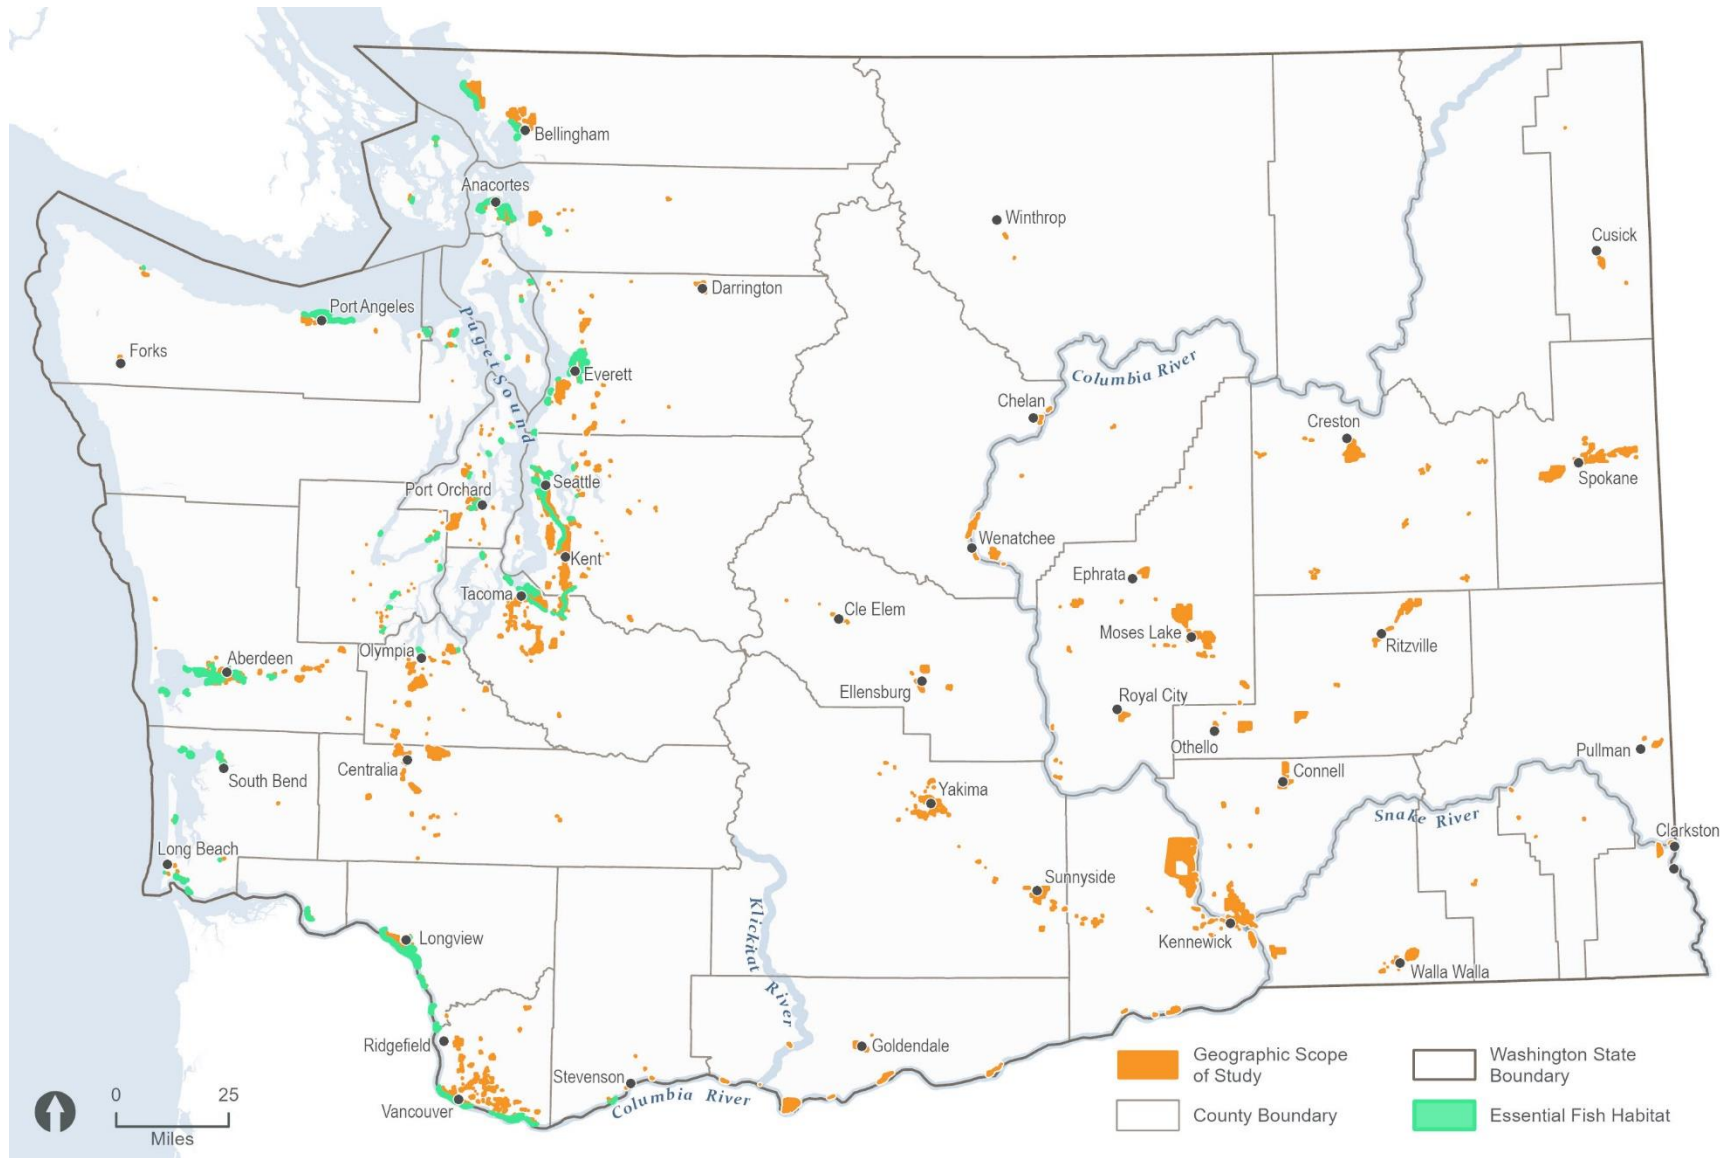 Bellingham
Anacortes
Winthrop
Cusick
Darrington
Port Angeles
Puget Sound
Forks
Everett
Columbia River
Chelan
Creston
Spokane
Seattle
Port Orchard
Wenatchee
Kent
Ephrata
Tacoma
Cle Elem
Moses Lake
Ritzville
Aberdeen
Olympia
Ellensburg
Royal City
Othello
Pullman
South Bend
Centralia
Connell
Yakima
Snake River
Clarkston
Long Beach
Sunnyside
Klickitat River
Longview
Kennewick
Walla Walla
Ridgefield
Goldendale
Stevenson
Columbia River
Vancouver
0 25
Miles
Geographic Scope
of Study
Washington State
Boundary
County Boundary
Essential Fish Habitat